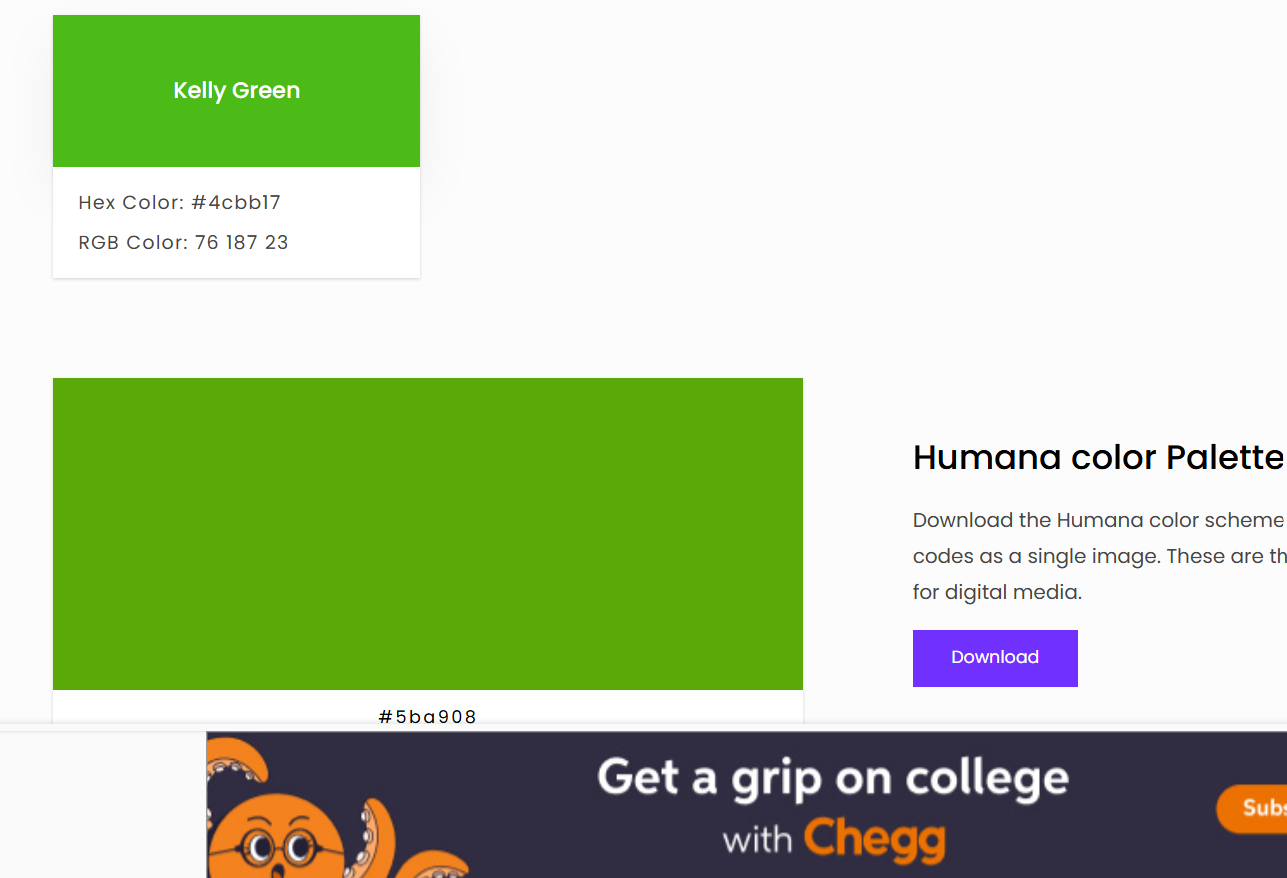 Kelly Green
Hex Color: #4cbb17
RGB Color: 76 187 23
Humana color Palette
Download the Humana color scheme
codes as a single image. These are th
for digital media.
Download
#5ba908
Get a grip on college
with Chegg
Subs